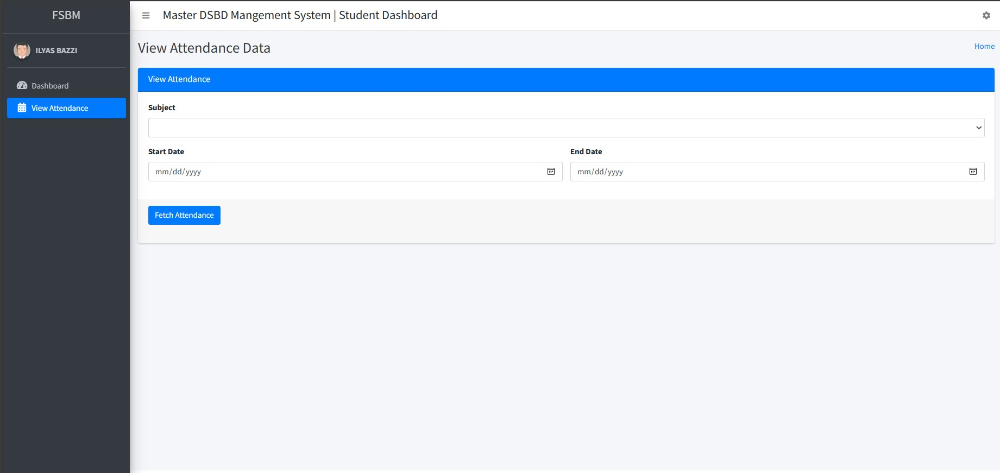 FSBM
Master DSBD Mangement System | Student Dashboard
ILYAS BAZZI
Dashboard
View Attendance
View Attendance Data
Home
View Attendance
Subject
Start Date
End Date
mm/dd/yyyy
mm/dd/yyyy
Fetch Attendance